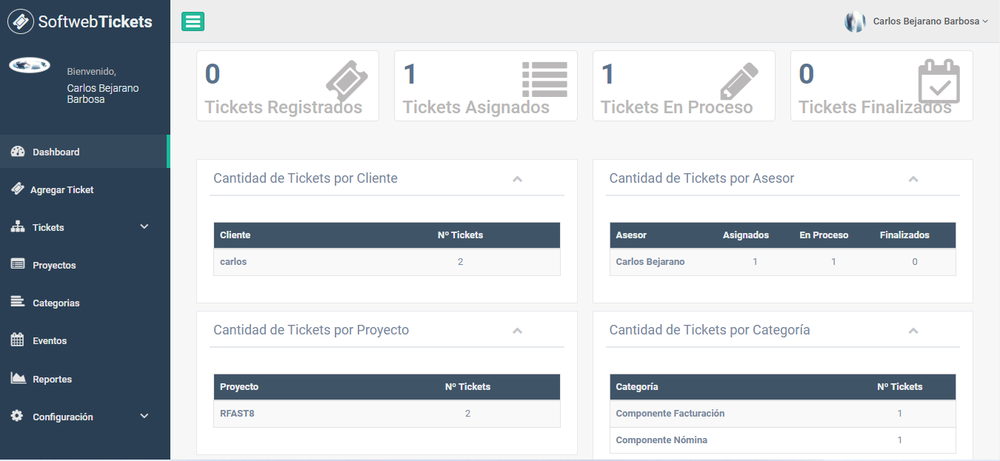 SoftwebTickets
Carlos Bejarano Barbosa
Bienvenido,
Carlos Bejarano
Barbosa
Dashboard
Agregar Ticket
Tickets
Proyectos
Categorias
Eventos
Reportes
Configuración
0
Tickets Registrados
1
Tickets Asignados
1
Tickets En Proceso
0
Tickets Finalizados
Cantidad de Tickets por Cliente
Cliente Nº Tickets
carlos 2
Cantidad de Tickets por Asesor
Asesor Asignados En Proceso Finalizados
Carlos Bejarano 1 1 0
Cantidad de Tickets por Proyecto
Proyecto Nº Tickets
RFAST8 2
Cantidad de Tickets por Categoría
Categoría Nº Tickets
Componente Facturación 1
Componente Nómina 1